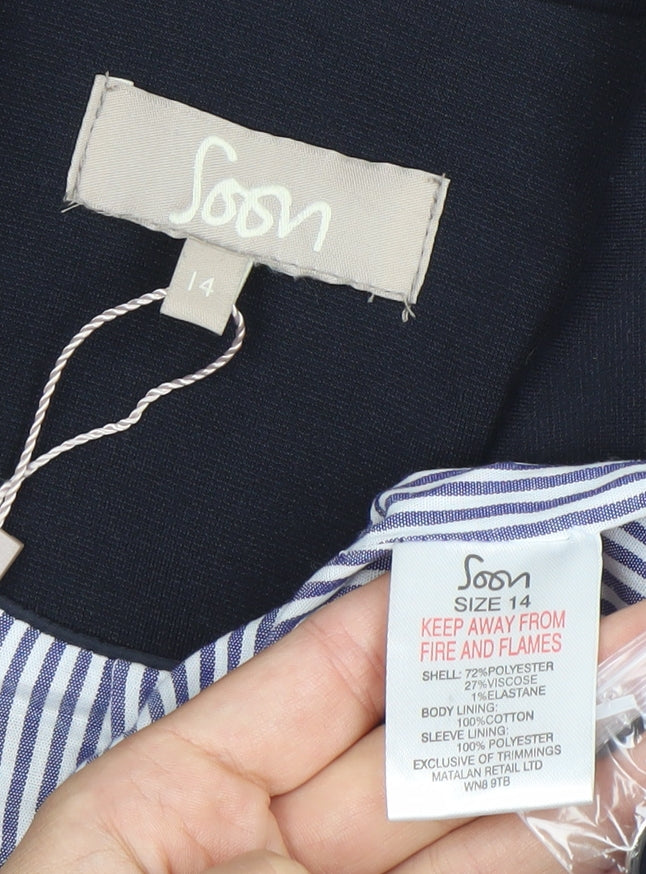 Soon
14
Soon
SIZE 14
KEEP AWAY FROM
FIRE AND FLAMES
SHELL: 72%POLYESTER
27%VISCOSE
1%ELASTANE
BODY LINING:
100%COTTON
SLEEVE LINING:
100% POLYESTER
EXCLUSIVE OF TRIMMINGS
MATALAN RETAIL LTD
WN8 9TB